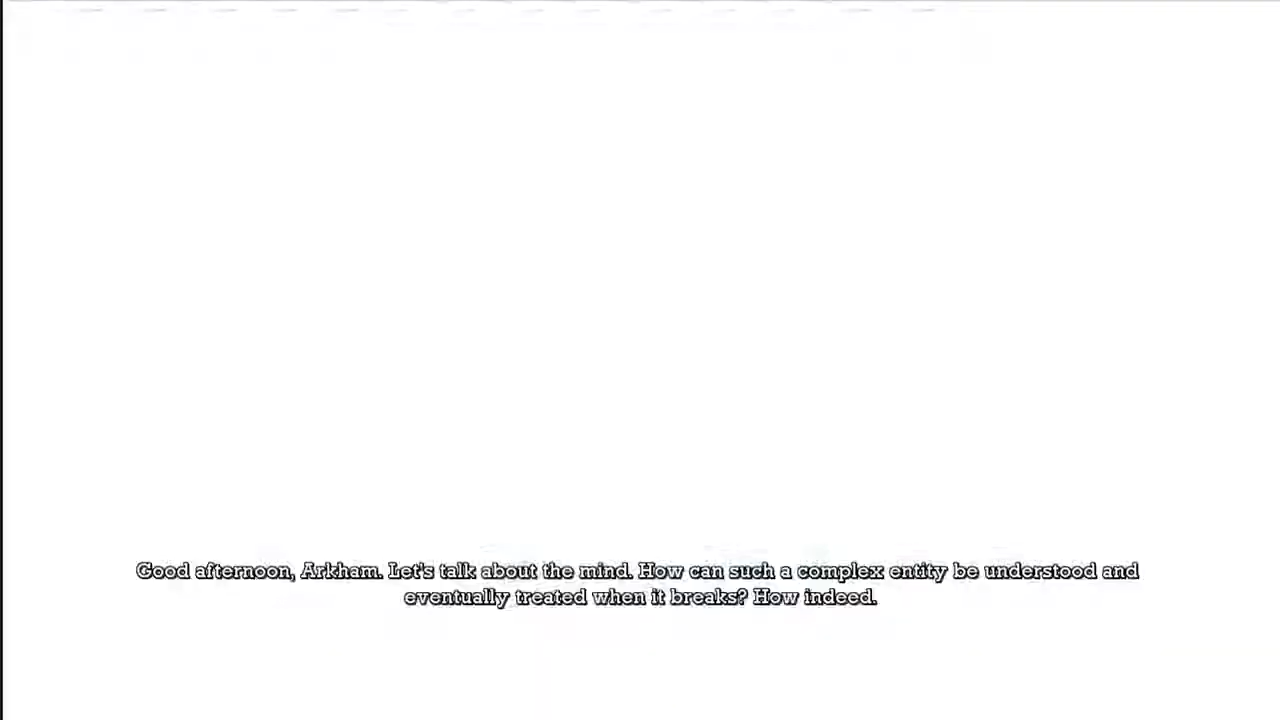 Good afternoon, Arkham. Let's talk about the mind. How can such a complex entity be understood and
eventually treated when it breaks? How indeed.